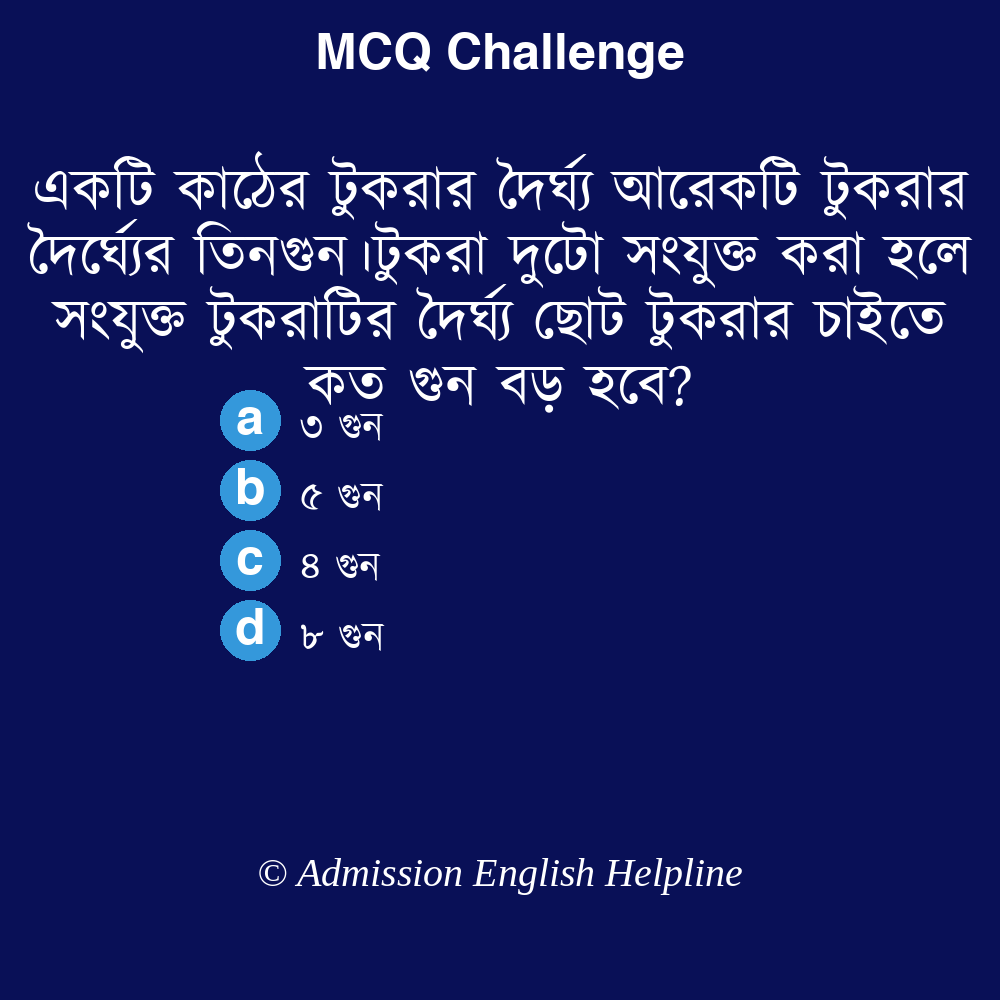 MCQ Challenge
একটি কাঠের টুকরার দৈর্ঘ্য আরেকটি টুকরার
দৈর্ঘ্যের তিনগুন।টুকরা দুটো সংযুক্ত করা হলে
সংযুক্ত টুকরাটির দৈর্ঘ্য ছোট টুকরার চাইতে
কত গুন বড় হবে?
a ৩ গুন
b ৫ গুন
c ৪ গুন
d ৮ গুন
© Admission English Helpline